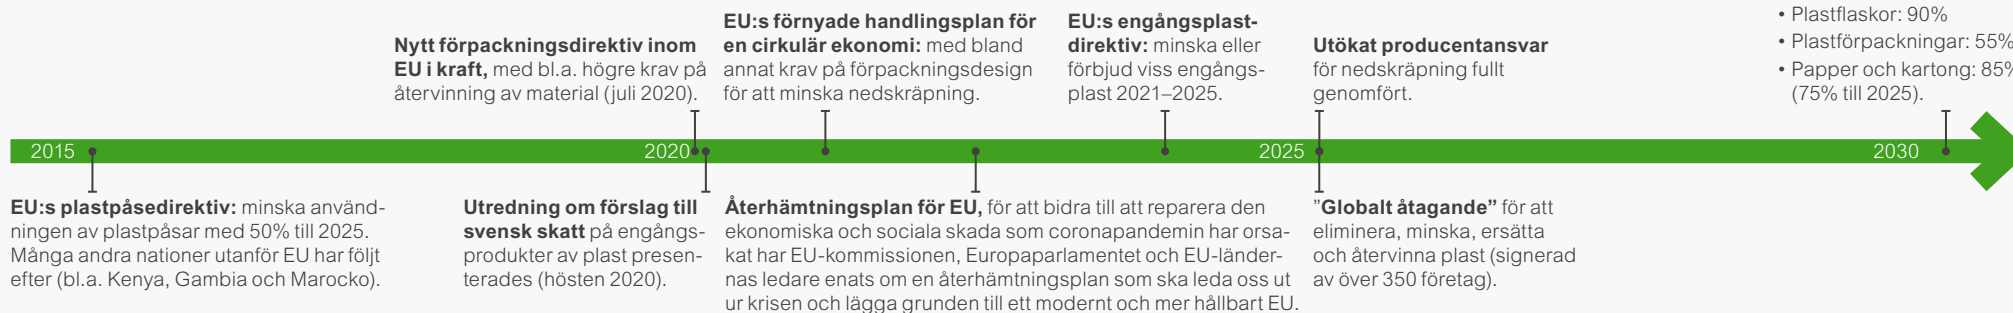 Nytt förpackningsdirektiv inom
EU i kraft, med bl.a. högre krav på
återvinning av material (juli 2020).
EU:s förnyade handlingsplan för
en cirkulär ekonomi: med bland
annat krav på förpackningsdesign
för att minska nedskräpning.
EU:s engångsplast-
direktiv: minska eller
förbjud viss engångs-
plast 2021–2025.
Utökat producentansvar
för nedskräpning fullt
genomfört.
• Plastflaskor: 90%
• Plastförpackningar: 55%
• Papper och kartong: 85%
(75% till 2025).
2015
2020
2025
2030
EU:s plastpåsedirektiv: minska använd-
ningen av plastpåsar med 50% till 2025.
Många andra nationer utanför EU har följt
efter (bl.a. Kenya, Gambia och Marocko).
Utredning om förslag till
svensk skatt på engångs-
produkter av plast presen-
terades (hösten 2020).
Återhämtningsplan för EU, för att bidra till att reparera den
ekonomiska och sociala skada som coronapandemin har orsa-
kat har EU-kommissionen, Europaparlamentet och EU-länder-
nas ledare enats om en återhämtningsplan som ska leda oss ut
ur krisen och lägga grunden till ett modernt och mer hållbart EU.
"Globalt åtagande" för att
eliminera, minska, ersätta
och återvinna plast (signerad
av över 350 företag).